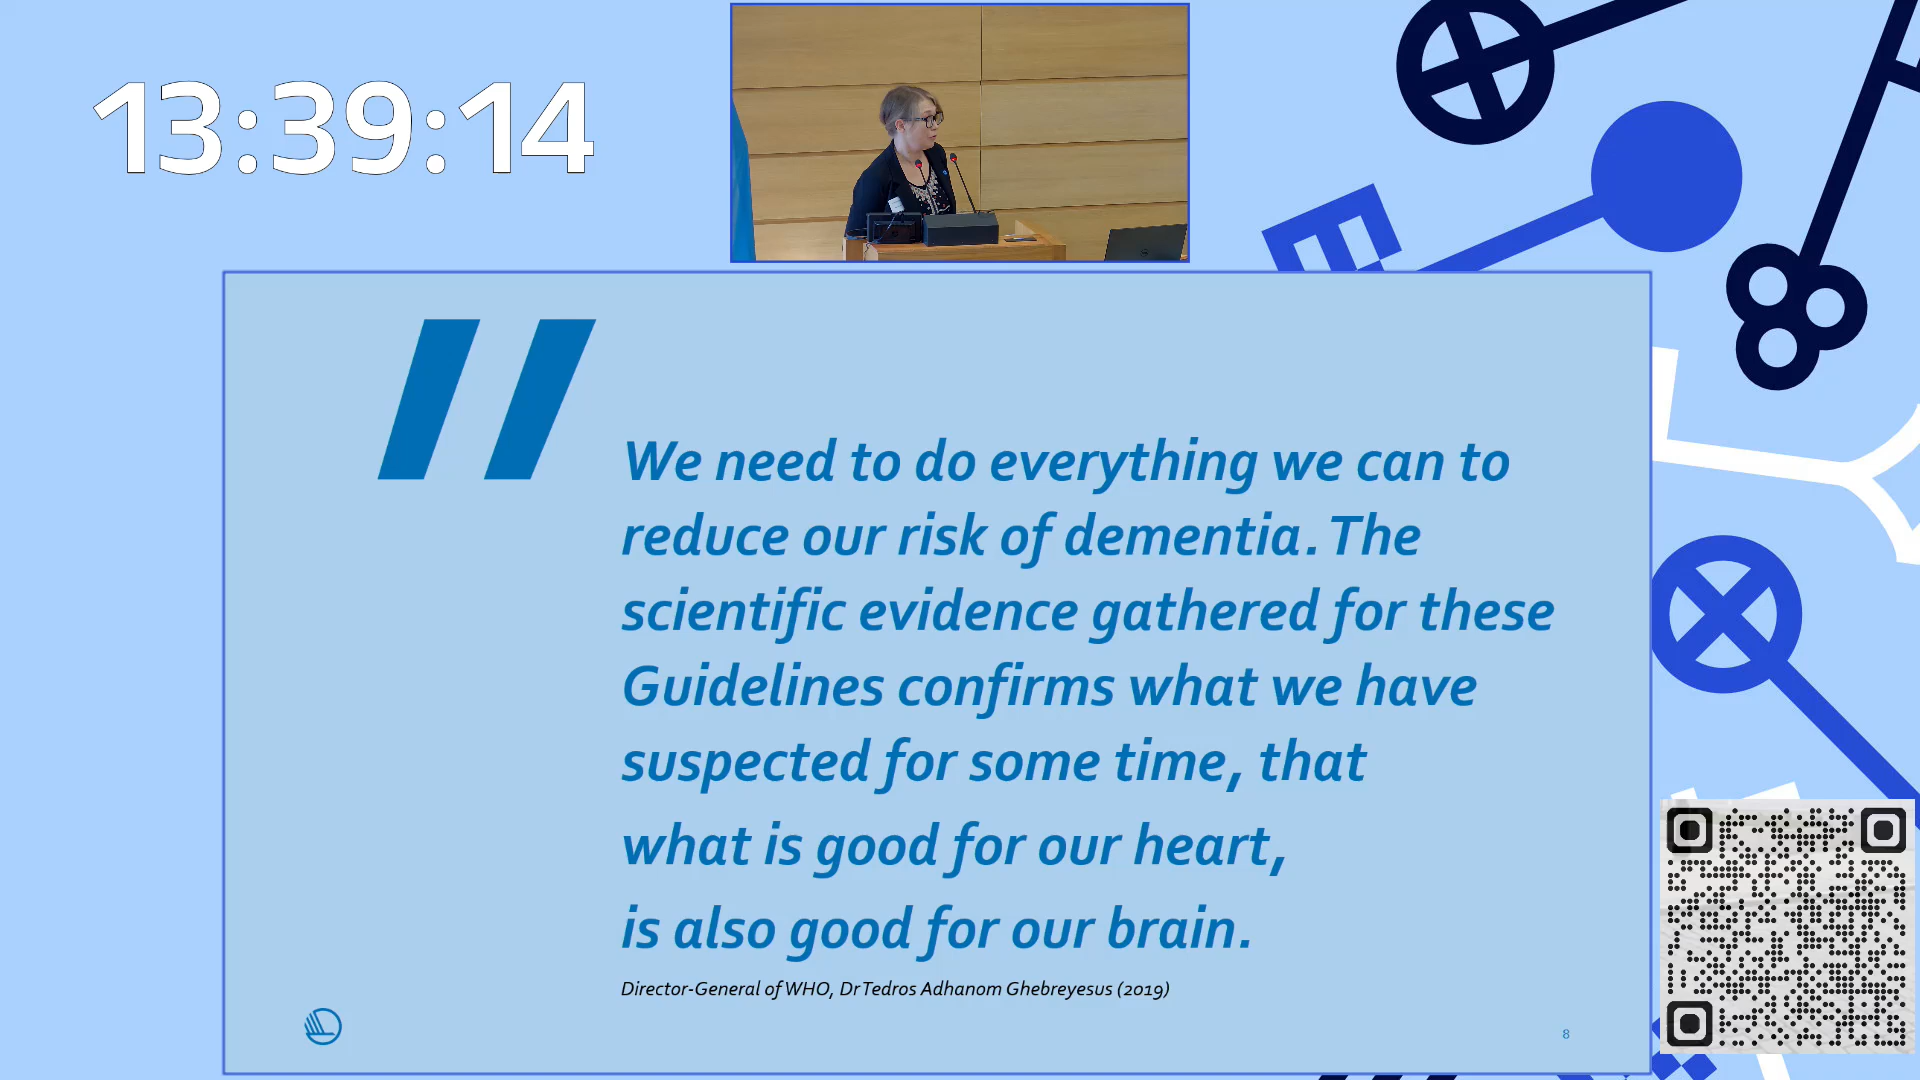 13:39:14
We need to do everything we can to
reduce our risk of dementia. The
scientific evidence gathered for these
Guidelines confirms what we have
suspected for some time, that
what is good for our heart,
is also good for our brain.
Director-General of WHO, Dr Tedros Adhanom Ghebreyesus (2019)
8